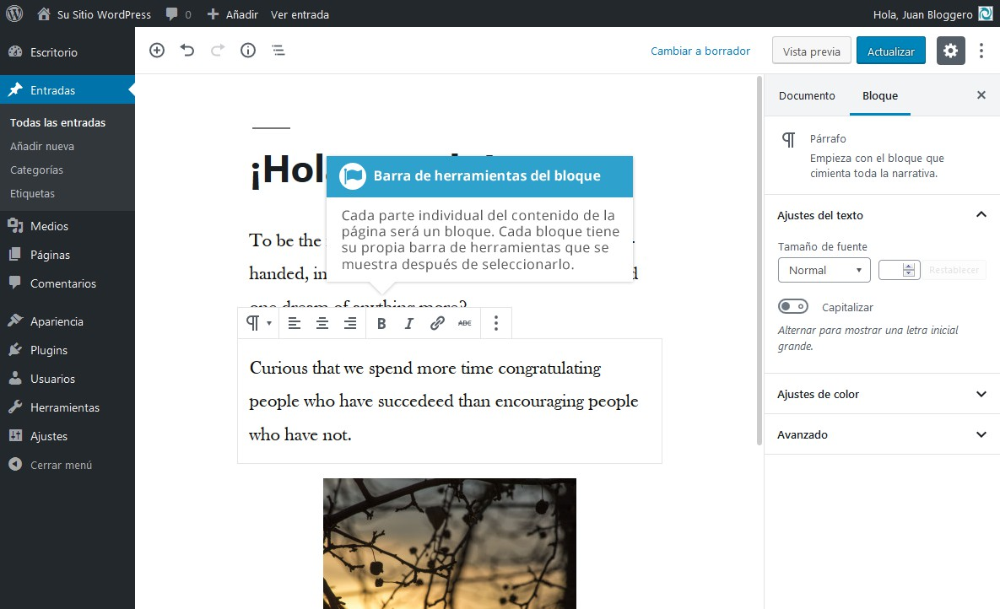 Su Sitio WordPress 0 Añadir Ver entrada Hola, Juan Bloggero
Escritorio
Entradas
Todas las entradas
Añadir nueva
Categorías
Etiquetas
Medios
Páginas
Comentarios
Apariencia
Plugins
Usuarios
Herramientas
Ajustes
Cerrar menú
Cambiar a borrador Vista previa Actualizar
¡Hol
Barra de herramientas del bloque
Cada parte individual del contenido de la
página será un bloque. Cada bloque tiene
su propia barra de herramientas que se
muestra después de seleccionarlo.
To be the
handed, in
one dream of anything more?
B I ABC
Curious that we spend more time congratulating
people who have succedeed than encouraging people
who have not.
Documento Bloque
Párrafo
Empieza con el bloque que
cimienta toda la narrativa.
Ajustes del texto
Tamaño de fuente
Normal Restablecer
Capitalizar
Alternar para mostrar una letra inicial
grande.
Ajustes de color
Avanzado